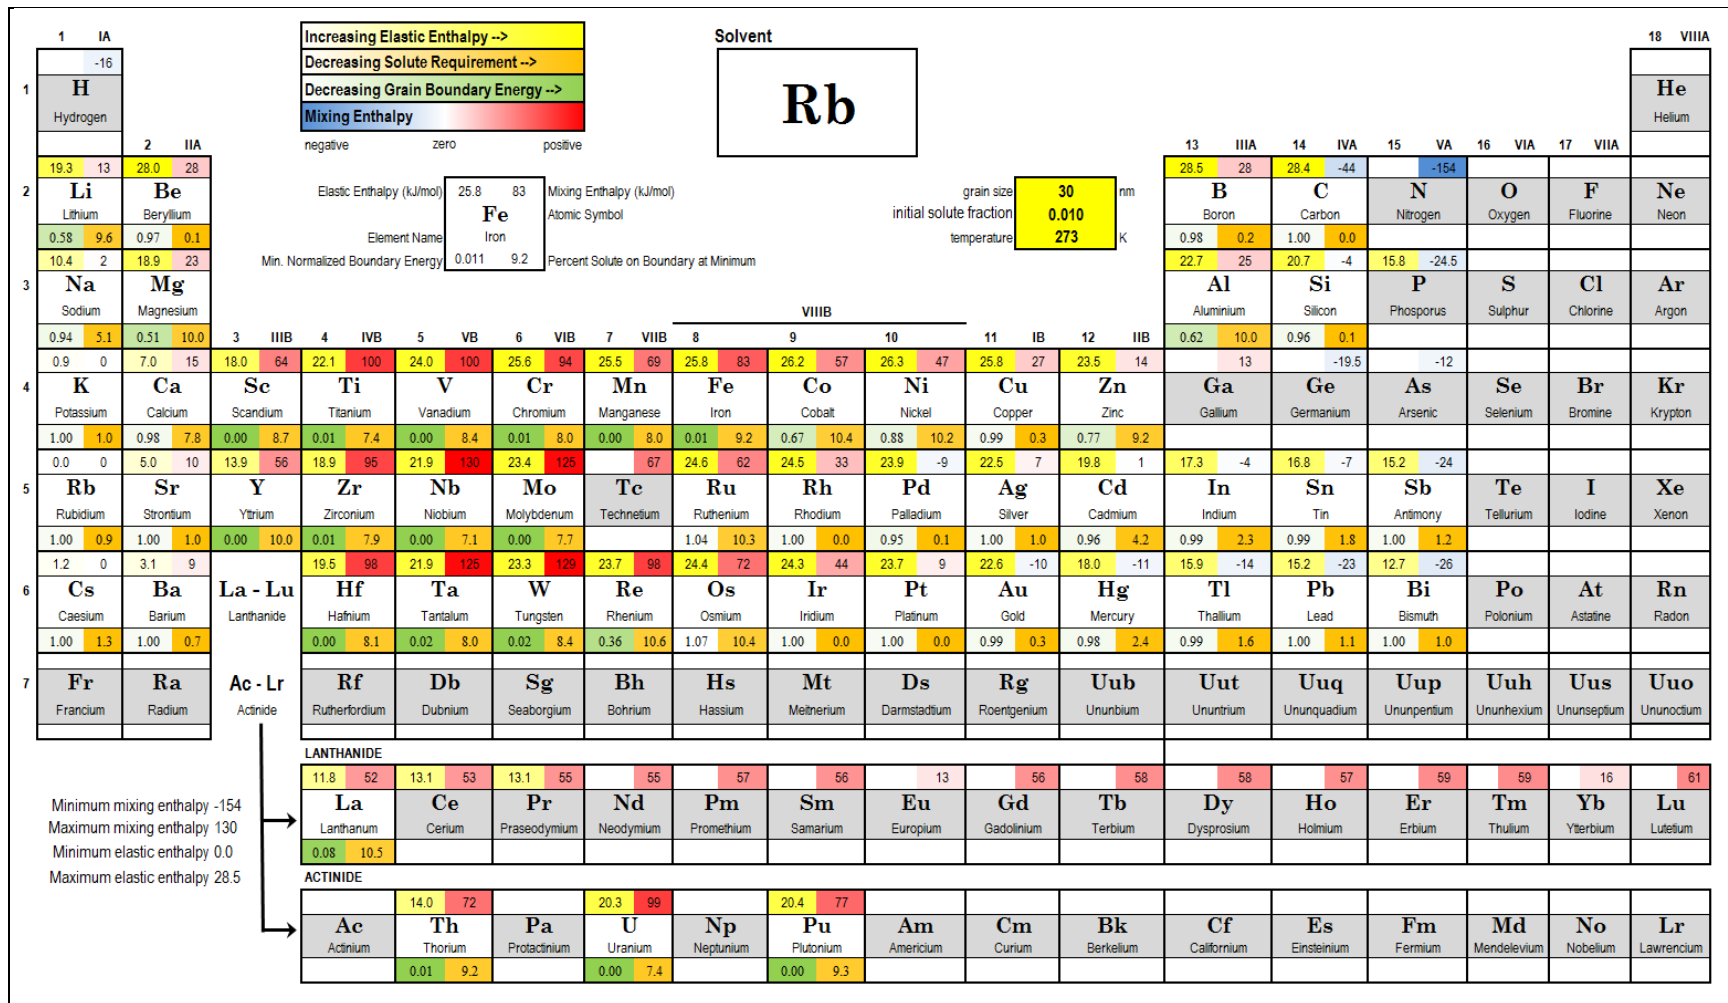 1 IA Solvent 18 VIIIA
Increasing Elastic Enthalpy -->
-16 Decreasing Solute Requirement -->
1 H Decreasing Grain Boundary Energy --> Rb He
Hydrogen Mixing Enthalpy Helium
2 IIA negative zero positive 13 IIIA 14 IVA 15 VA 16 VIA 17 VIIA
19.3 13 28.0 28 28.5 28 28.4 -44 -154
2 Li Be Elastic Enthalpy (kJ/mol) 25.8 83 Mixing Enthalpy (kJ/mol) grain size 30 nm B C N O F Ne
Lithium Beryllium Fe Atomic Symbol initial solute fraction 0.010 Boron Carbon Nitrogen Oxygen Fluorine Neon
0.58 9.6 0.97 0.1 Element Name Iron temperature 273 K 0.98 0.2 1.00 0.0
10.4 2 18.9 23 Min. Normalized Boundary Energy 0.011 9.2 Percent Solute on Boundary at Minimum 22.7 25 20.7 -4 15.8 -24.5
3 Na Mg Al Si P S Cl Ar
Sodium Magnesium VIIIB Aluminium Silicon Phosporus Sulphur Chlorine Argon
0.94 5.1 0.51 10.0 3 IIIB 4 IVB 5 VB 6 VIB 7 VIIB 8 9 10 11 IB 12 IIB 0.62 10.0 0.96 0.1
0.9 0 7.0 15 18.0 64 22.1 100 24.0 100 25.6 94 25.5 69 25.8 83 26.2 57 26.3 47 25.8 27 23.5 14 13 -19.5 -12
4 K Ca Sc Ti V Cr Mn Fe Co Ni Cu Zn Ga Ge As Se Br Kr
Potassium Calcium Scandium Titanium Vanadium Chromium Manganese Iron Cobalt Nickel Copper Zinc Gallium Germanium Arsenic Selenium Bromine Krypton
1.00 1.0 0.98 7.8 0.00 8.7 0.01 7.4 0.00 8.4 0.01 8.0 0.00 8.0 0.01 9.2 0.67 10.4 0.88 10.2 0.99 0.3 0.77 9.2
0.0 0 5.0 10 13.9 56 18.9 95 21.9 130 23.4 125 67 24.6 62 24.5 33 23.9 -9 22.5 7 19.8 1 17.3 -4 16.8 -7 15.2 -24
5 Rb Sr Y Zr Nb Mo Tc Ru Rh Pd Ag Cd In Sn Sb Te I Xe
Rubidium Strontium Yttrium Zirconium Niobium Molybdenum Technetium Ruthenium Rhodium Palladium Silver Cadmium Indium Tin Antimony Tellurium Iodine Xenon
1.00 0.9 1.00 1.0 0.00 10.0 0.01 7.9 0.00 7.1 0.00 7.7 1.04 10.3 1.00 0.0 0.95 0.1 1.00 1.0 0.96 4.2 0.99 2.3 0.99 1.8 1.00 1.2
1.2 0 3.1 9 19.5 98 21.9 125 23.3 129 23.7 98 24.4 72 24.3 44 23.7 9 22.6 -10 18.0 -11 15.9 -14 15.2 -23 12.7 -26
6 Cs Ba La - Lu Hf Ta W Re Os Ir Pt Au Hg Tl Pb Bi Po At Rn
Caesium Barium Lanthanide Hafnium Tantalum Tungsten Rhenium Osmium Iridium Platinum Gold Mercury Thallium Lead Bismuth Polonium Astatine Radon
1.00 1.3 1.00 0.7 0.00 8.1 0.02 8.0 0.02 8.4 0.36 10.6 1.07 10.4 1.00 0.0 1.00 0.0 0.99 0.3 0.98 2.4 0.99 1.6 1.00 1.1 1.00 1.0
7 Fr Ra Ac - Lr Rf Db Sg Bh Hs Mt Ds Rg Uub Uut Uuq Uup Uuh Uus Uuo
Francium Radium Actinide Rutherfordium Dubnium Seaborgium Bohrium Hassium Meitnerium Darmstadtium Roentgenium Ununbium Ununtrium Ununquadium Ununpentium Ununhexium Ununseptium Ununoctium
LANTHANIDE
11.8 52 13.1 53 13.1 55 55 57 56 13 56 58 58 57 59 59 16 61
Minimum mixing enthalpy -154 La Ce Pr Nd Pm Sm Eu Gd Tb Dy Ho Er Tm Yb Lu
Maximum mixing enthalpy 130 Lanthanum Cerium Praseodymium Neodymium Promethium Samarium Europium Gadolinium Terbium Dysprosium Holmium Erbium Thulium Ytterbium Lutetium
Minimum elastic enthalpy 0.0 0.08 10.5
Maximum elastic enthalpy 28.5 ACTINIDE
14.0 72 20.3 99 20.4 77
Ac Th Pa U Np Pu Am Cm Bk Cf Es Fm Md No Lr
Actinium Thorium Protactinium Uranium Neptunium Plutonium Americium Curium Berkelium Californium Einsteinium Fermium Mendelevium Nobelium Lawrencium
0.01 9.2 0.00 7.4 0.00 9.3